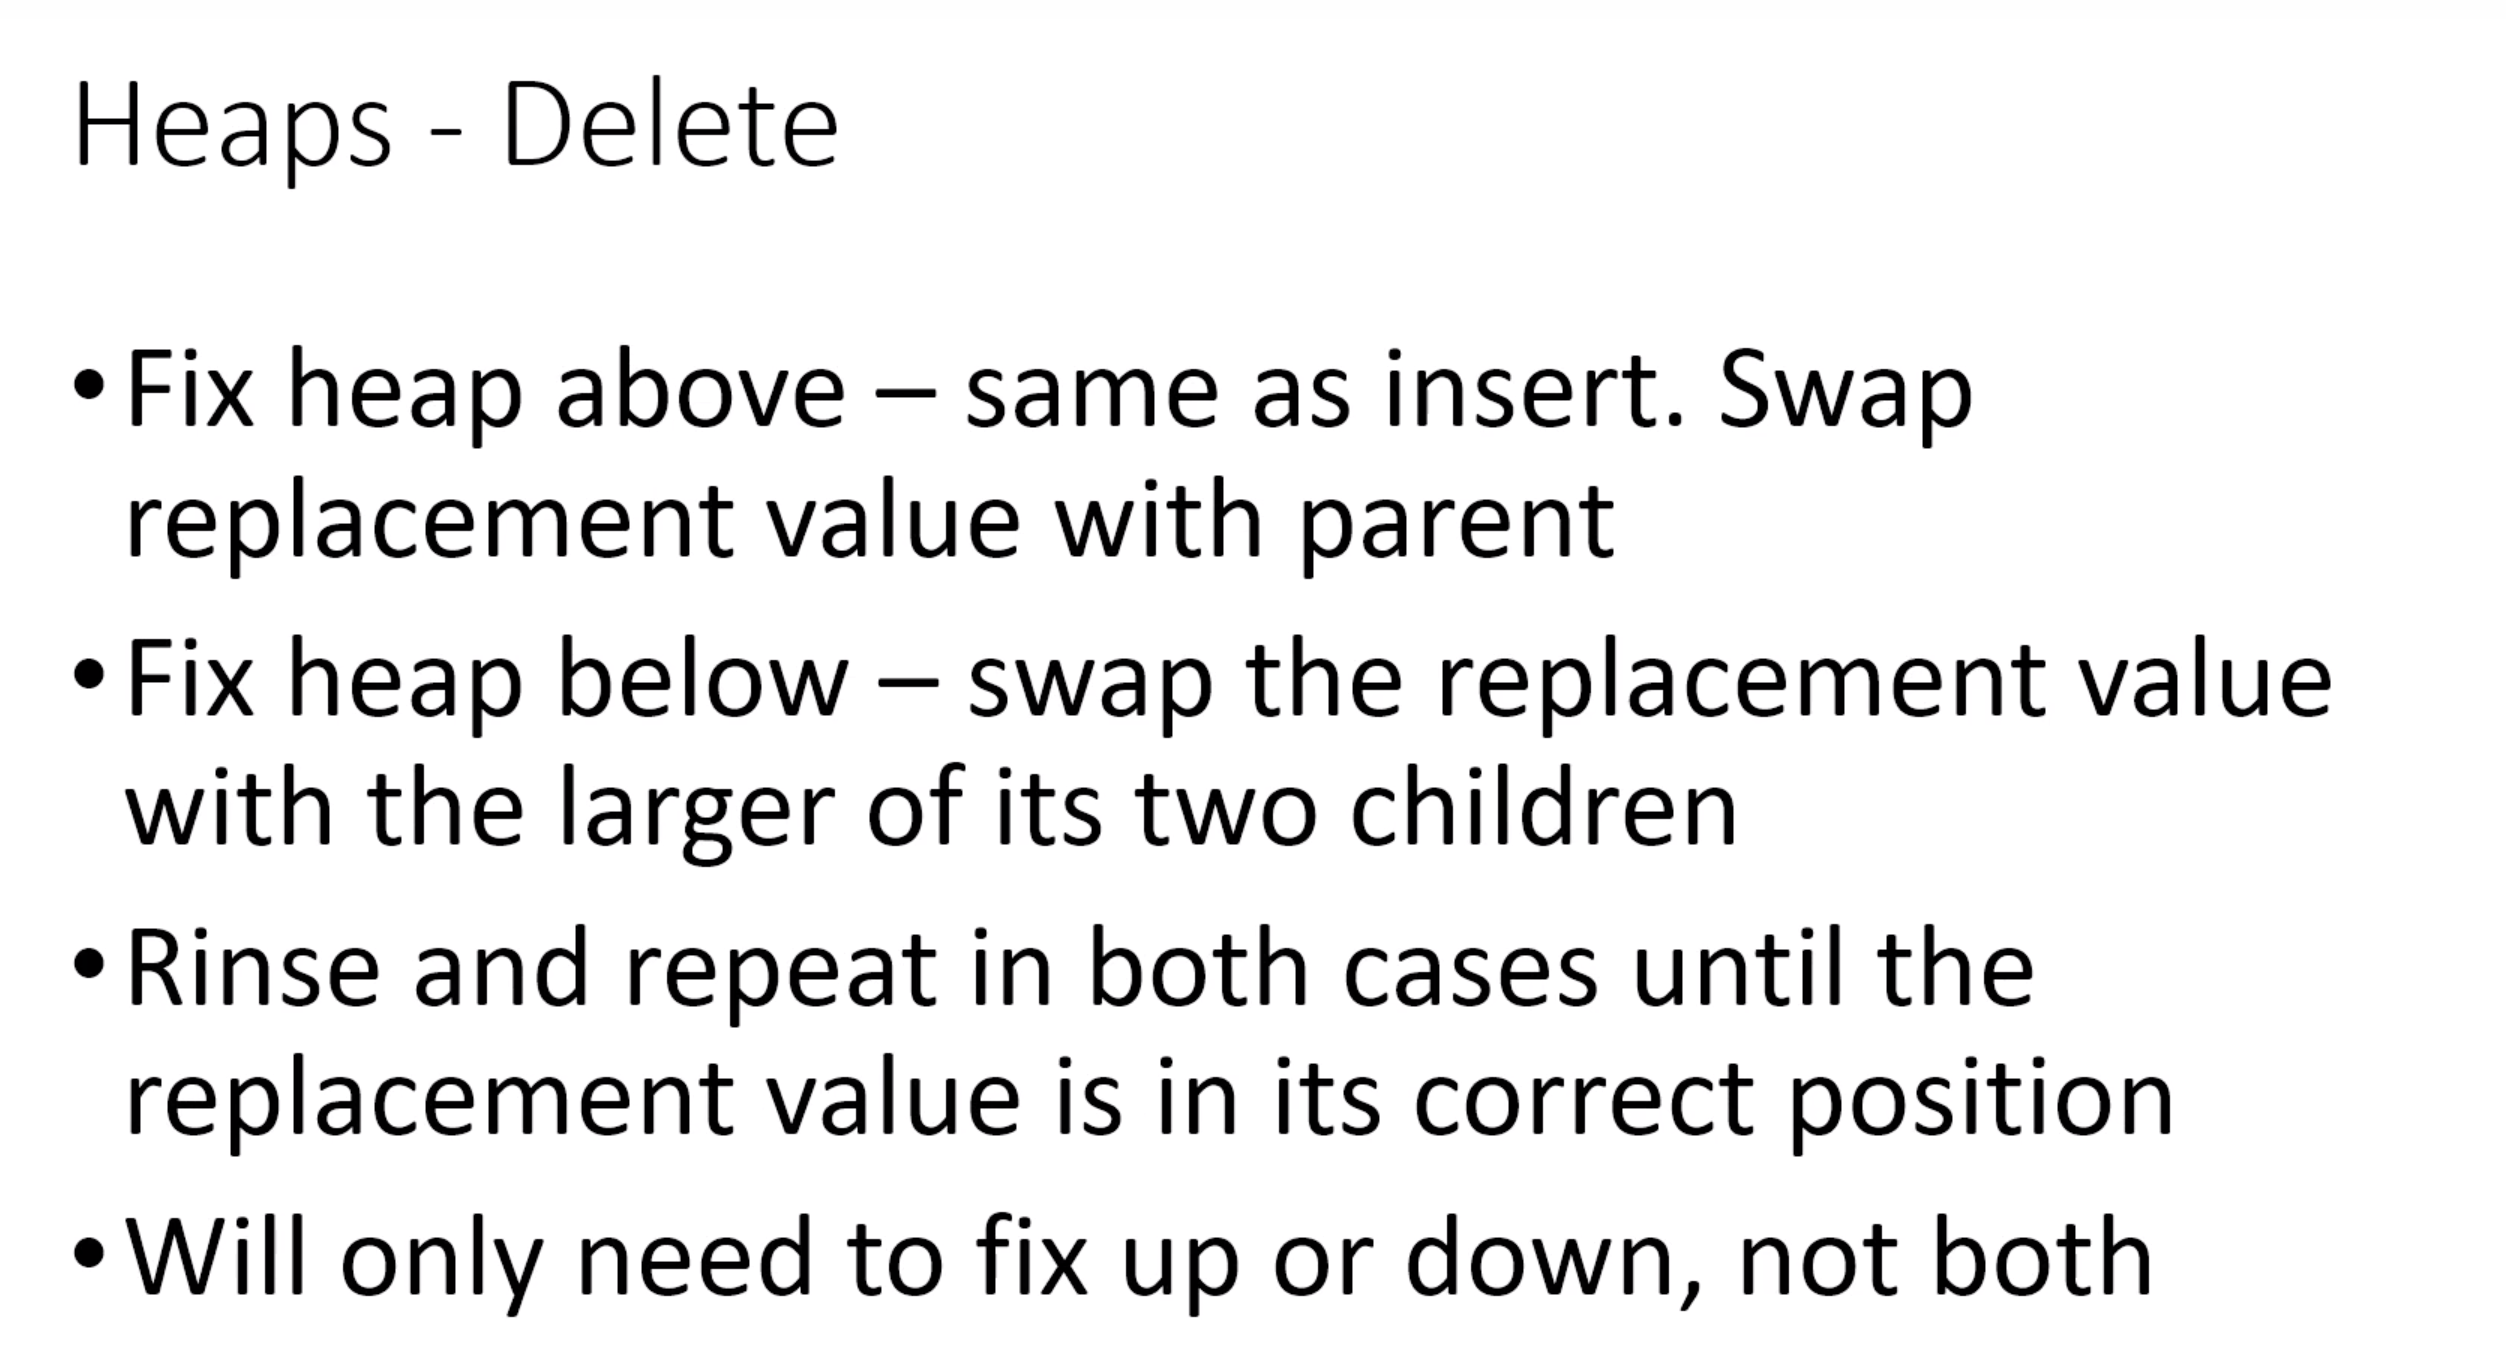 Heaps - Delete
•Fix heap above – same as insert. Swap
replacement value with parent
•Fix heap below – swap the replacement value
with the larger of its two children
•Rinse and repeat in both cases until the
replacement value is in its correct position
•Will only need to fix up or down, not both